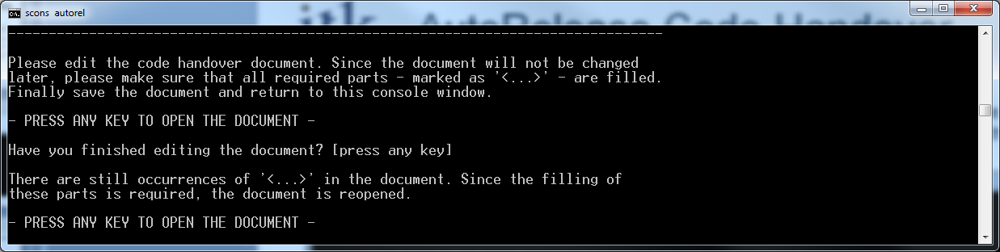 scons autorel
--------------------------------------------------------------------------------
Please edit the code handover document. Since the document will not be changed
later, please make sure that all required parts - marked as '<...>' - are filled.
Finally save the document and return to this console window.
- PRESS ANY KEY TO OPEN THE DOCUMENT -
Have you finished editing the document? [press any key]
There are still occurrences of '<...>' in the document. Since the filling of
these parts is required, the document is reopened.
- PRESS ANY KEY TO OPEN THE DOCUMENT -